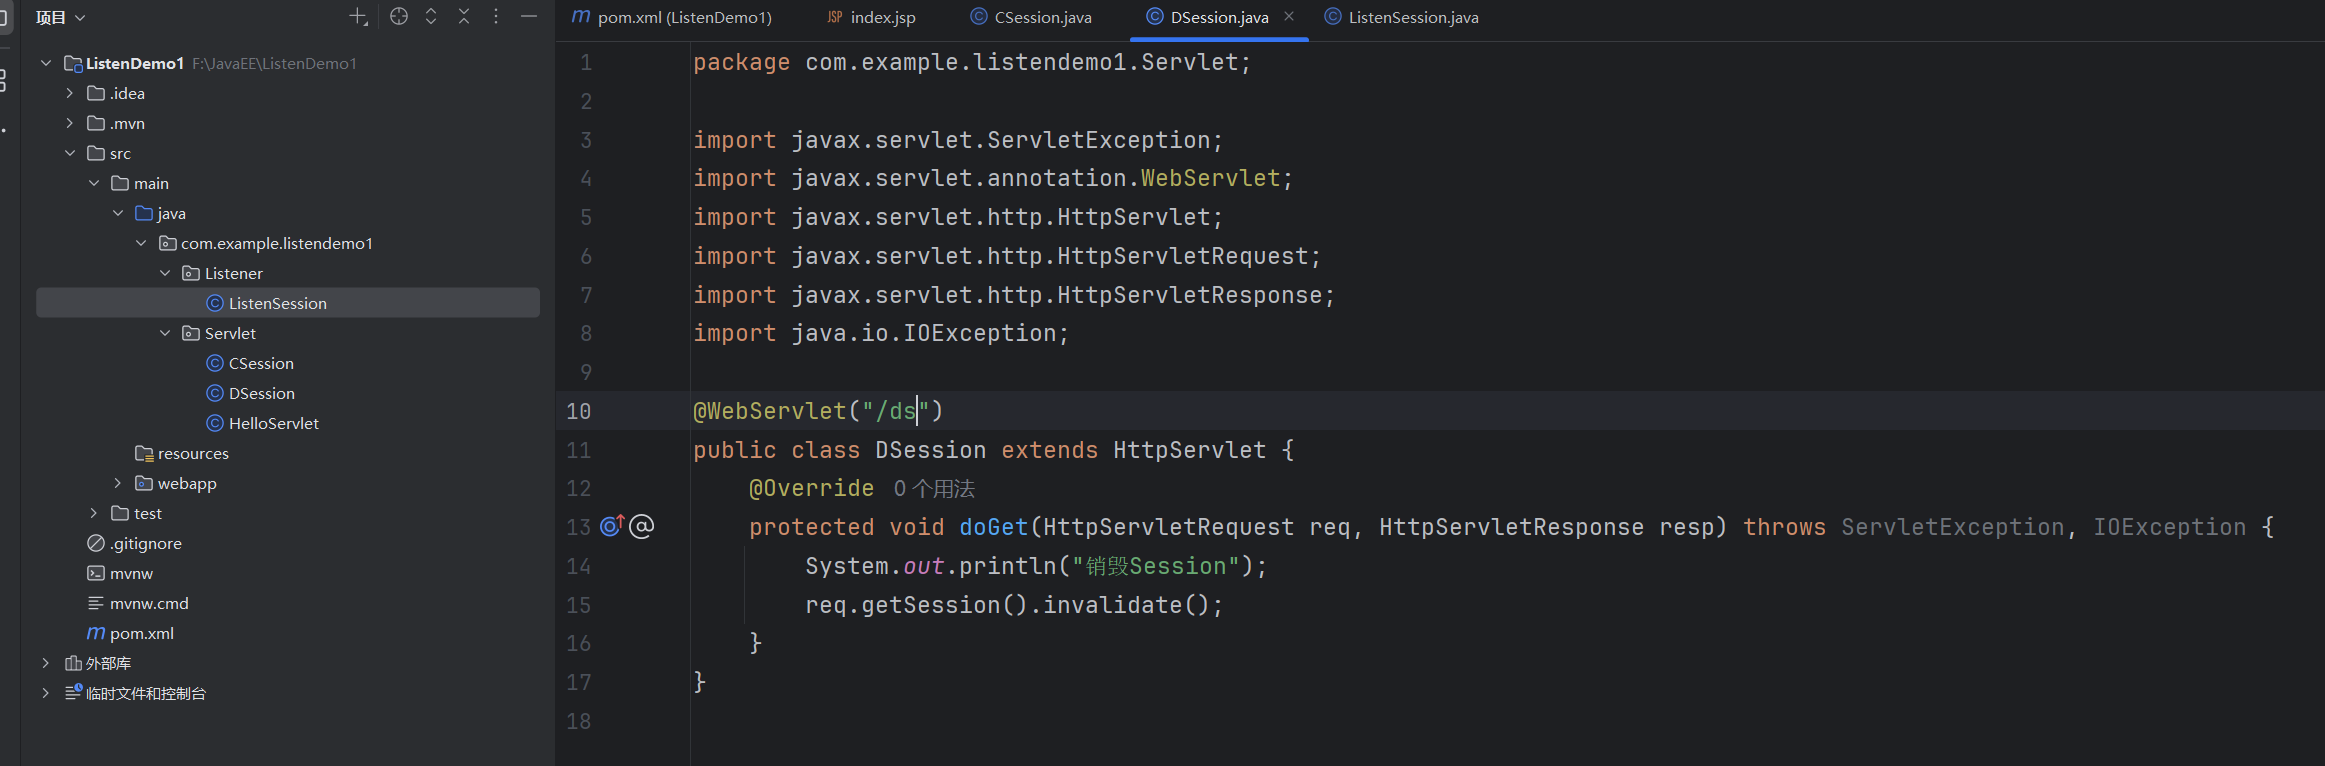 项目
ListenDemo1 F:\JavaEE\ListenDemo1
.idea
.mvn
src
main
java
com.example.listendemo1
Listener
ListenSession
Servlet
CSession
DSession
HelloServlet
resources
webapp
test
.gitignore
mvnw
mvnw.cmd
pom.xml
外部库
临时文件和控制台
pom.xml (ListenDemo1) JSP index.jsp CSession.java DSession.java ListenSession.java
1 package com.example.listendemo1.Servlet;
2
3 import javax.servlet.ServletException;
4 import javax.servlet.annotation.WebServlet;
5 import javax.servlet.http.HttpServlet;
6 import javax.servlet.http.HttpServletRequest;
7 import javax.servlet.http.HttpServletResponse;
8 import java.io.IOException;
9
10 @WebServlet("/ds")
11 public class DSession extends HttpServlet {
12 @Override 0 个用法
13 protected void doGet(HttpServletRequest req, HttpServletResponse resp) throws ServletException, IOException {
14 System.out.println("销毁Session");
15 req.getSession().invalidate();
16 }
17 }
18